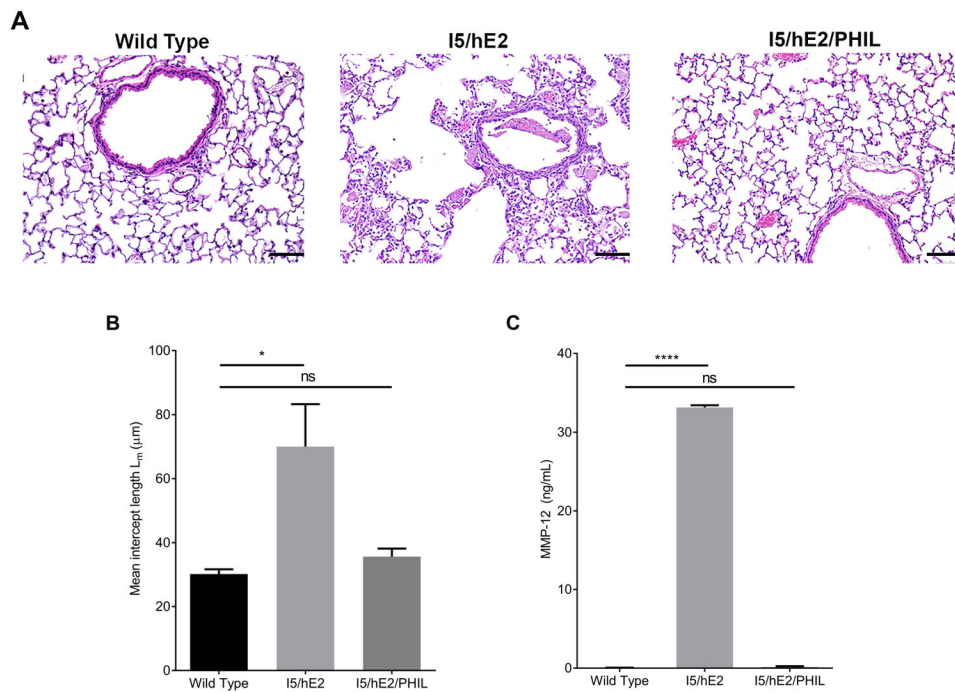 A
Wild Type
I5/hE2
I5/hE2/PHIL
B
Mean intercept length Lm (μm)
100
80
60
40
20
0
*
ns
Wild Type
I5/hE2
I5/hE2/PHIL
C
MMP-12 (ng/mL)
40
30
20
10
0
****
ns
Wild Type
I5/hE2
I5/hE2/PHIL